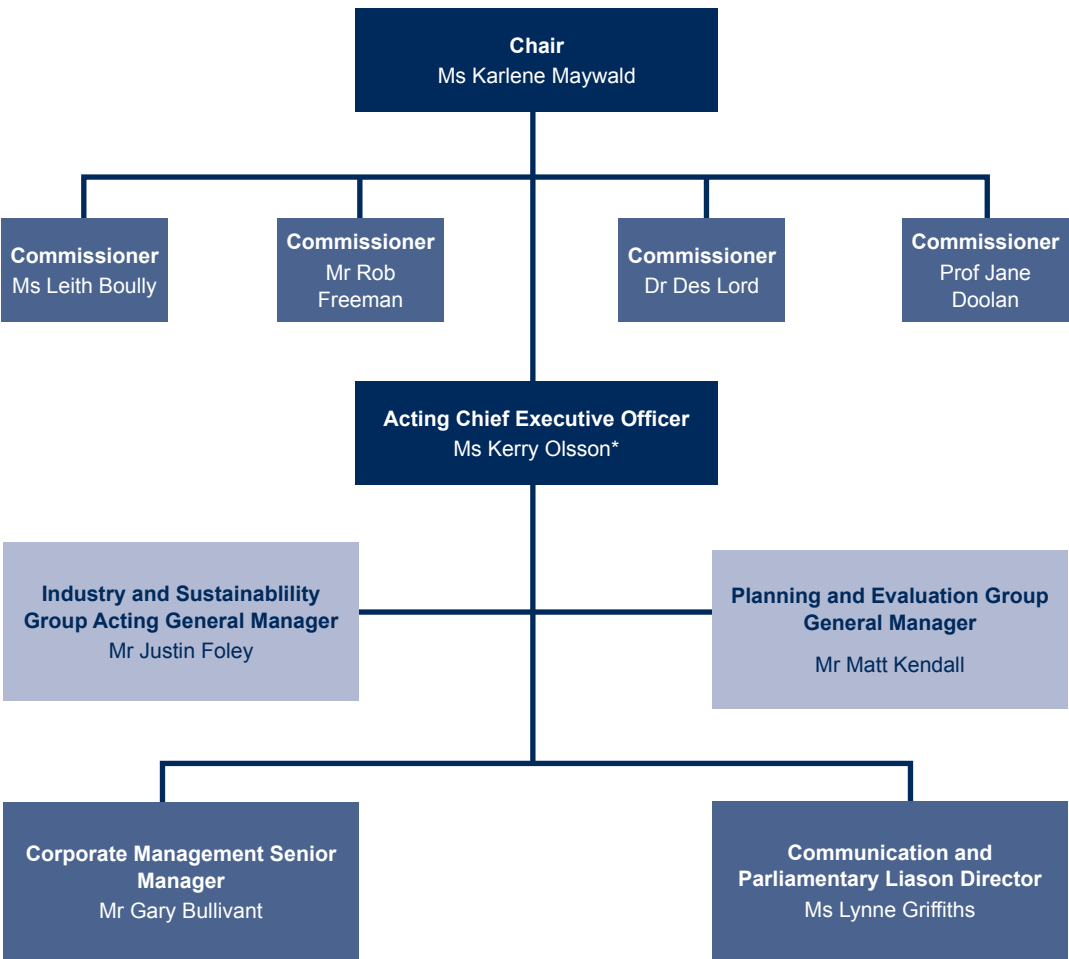 Chair
Ms Karlene Maywald
Commissioner
Ms Leith Boully
Commissioner
Mr Rob
Freeman
Commissioner
Dr Des Lord
Commissioner
Prof Jane
Doolan
Acting Chief Executive Officer
Ms Kerry Olsson*
Industry and Sustainablility
Group Acting General Manager
Mr Justin Foley
Planning and Evaluation Group
General Manager
Mr Matt Kendall
Corporate Management Senior
Manager
Mr Gary Bullivant
Communication and
Parliamentary Liason Director
Ms Lynne Griffiths